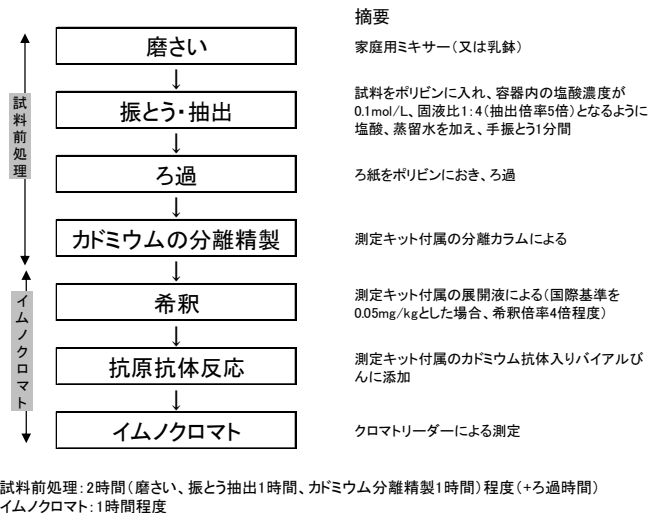 摘要
磨さい
家庭用ミキサー(又は乳鉢)
↓
振とう・抽出
試料をポリビンに入れ、容器内の塩酸濃度が
0.1mol/L、固液比1:4(抽出倍率5倍)となるように
塩酸、蒸留水を加え、手振とう1分間
↓
ろ過
ろ紙をポリビンにおき、ろ過
↓
カドミウムの分離精製
測定キット付属の分離カラムによる
↓
希釈
測定キット付属の展開液による(国際基準を
0.05mg/kgとした場合、希釈倍率4倍程度)
↓
抗原抗体反応
測定キット付属のカドミウム抗体入りバイアルび
んに添加
↓
イムノクロマト
クロマトリーダーによる測定
試料前処理
イムノクロマト
試料前処理:2時間(磨さい、振とう抽出1時間、カドミウム分離精製1時間)程度(+ろ過時間)
イムノクロマト:1時間程度